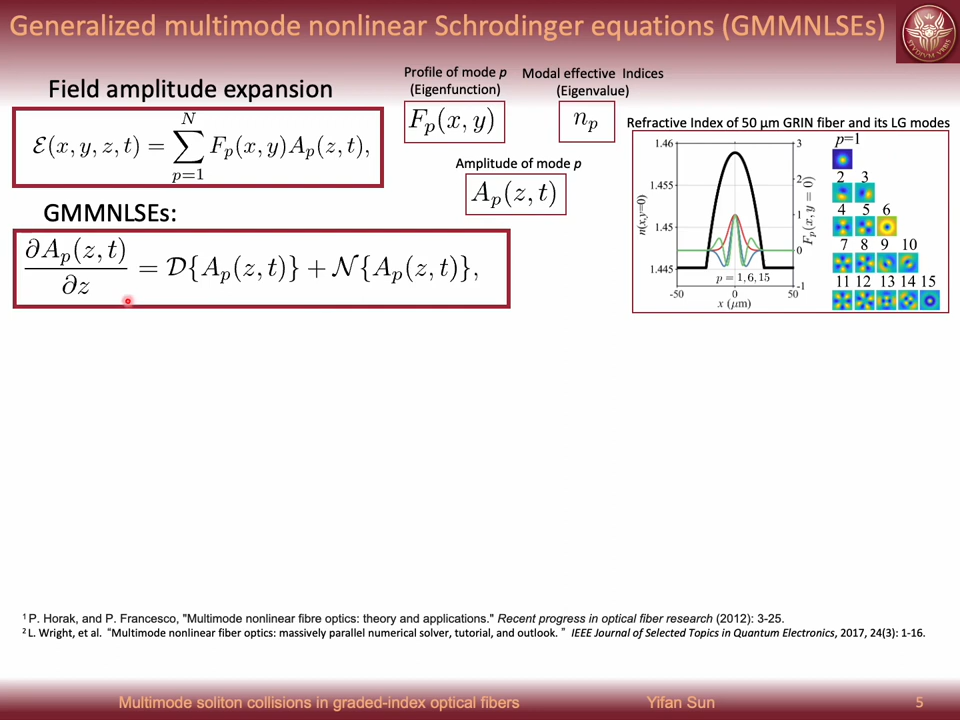 Generalized multimode nonlinear Schrodinger equations (GMMNLSEs)
Field amplitude expansion
ℰ(x, y, z, t) = ∑_{p=1}^{N} F_p(x, y)A_p(z, t),
Profile of mode p
(Eigenfunction)
F_p(x, y)
Modal effective Indices
(Eigenvalue)
n_p
Amplitude of mode p
A_p(z, t)
GMMNLSEs:
∂A_p(z, t)/∂z = 𝒟{A_p(z, t)} + 𝒩{A_p(z, t)},
Refractive Index of 50 µm GRIN fiber and its LG modes
1.46
1.455
1.45
1.445
n(x,y=0)
-50 0 50
x (µm)
p = 1, 6, 15
3
2
1
0
-1
F_p(x, y = 0)
p=1
2 3
4 5 6
7 8 9 10
11 12 13 14 15
1 P. Horak, and P. Francesco, "Multimode nonlinear fibre optics: theory and applications." Recent progress in optical fiber research (2012): 3-25.
2 L. Wright, et al. "Multimode nonlinear fiber optics: massively parallel numerical solver, tutorial, and outlook. " IEEE Journal of Selected Topics in Quantum Electronics, 2017, 24(3): 1-16.
Multimode soliton collisions in graded-index optical fibers Yifan Sun 5